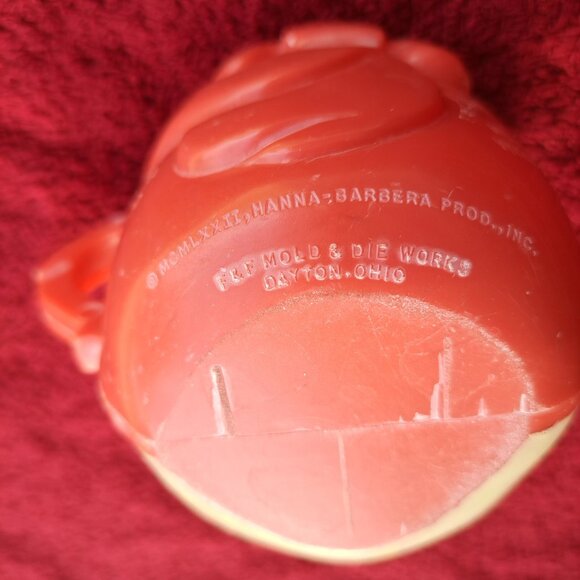 © MCMLXXII, HANNA-BARBERA PROD., INC.
F & F MOLD & DIE WORKS
DAYTON, OHIO